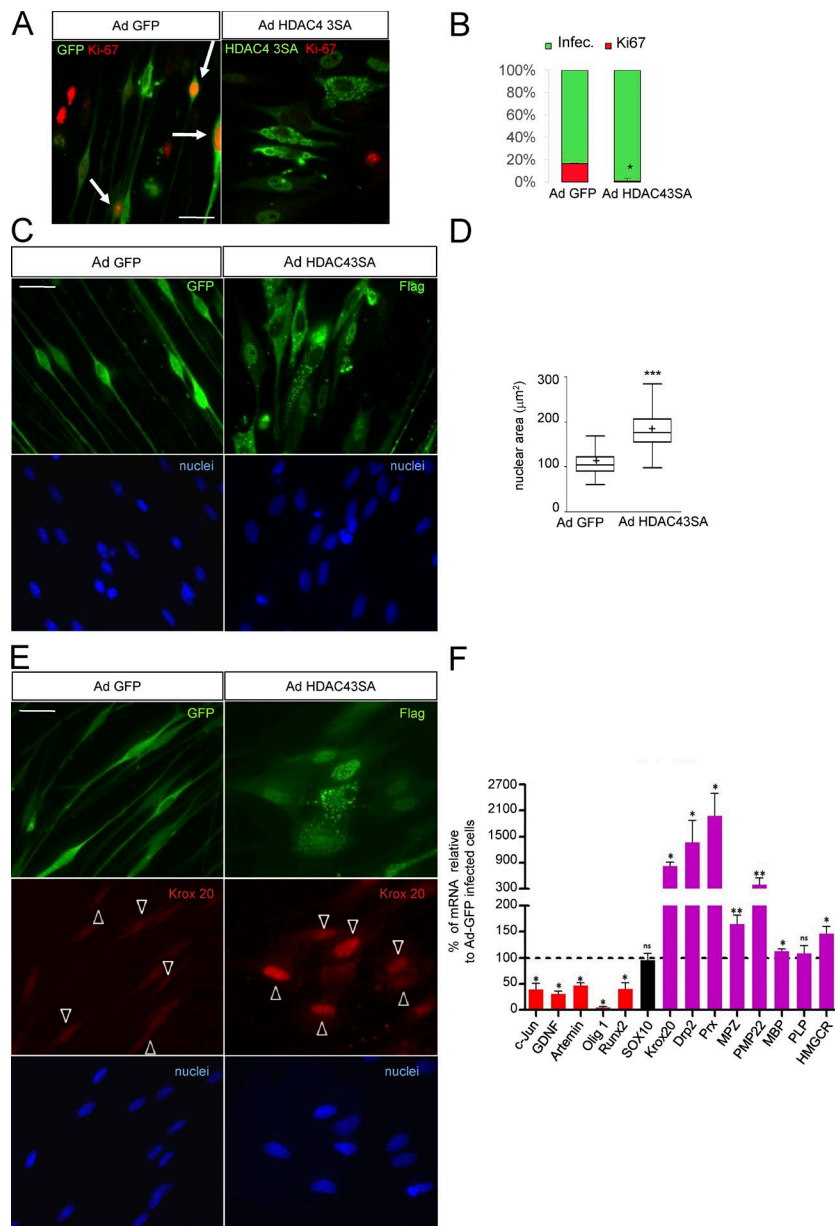 A
Ad GFP
Ad HDAC4 3SA
GFP Ki-67
HDAC4 3SA Ki-67
B
Infec. Ki67
100%
80%
60%
40%
20%
0%
*
Ad GFP Ad HDAC43SA
C
Ad GFP
Ad HDAC43SA
GFP
Flag
nuclei
nuclei
D
nuclear area (μm2)
300
200
100
0
+
***
+
Ad GFP
Ad HDAC43SA
E
Ad GFP
Ad HDAC43SA
GFP
Flag
Krox 20
Krox 20
nuclei
nuclei
F
% of mRNA relative
to Ad-GFP infected cells
2700
2100
1500
900
300
200
150
100
50
0
* * * * * ns * * * ** ** * ns *
c-Jun
GDNF
Artemin
Olig 1
Runx2
SOX10
Krox20
Drp2
Prx
MPZ
PMP22
MBP
PLP
HMGCR